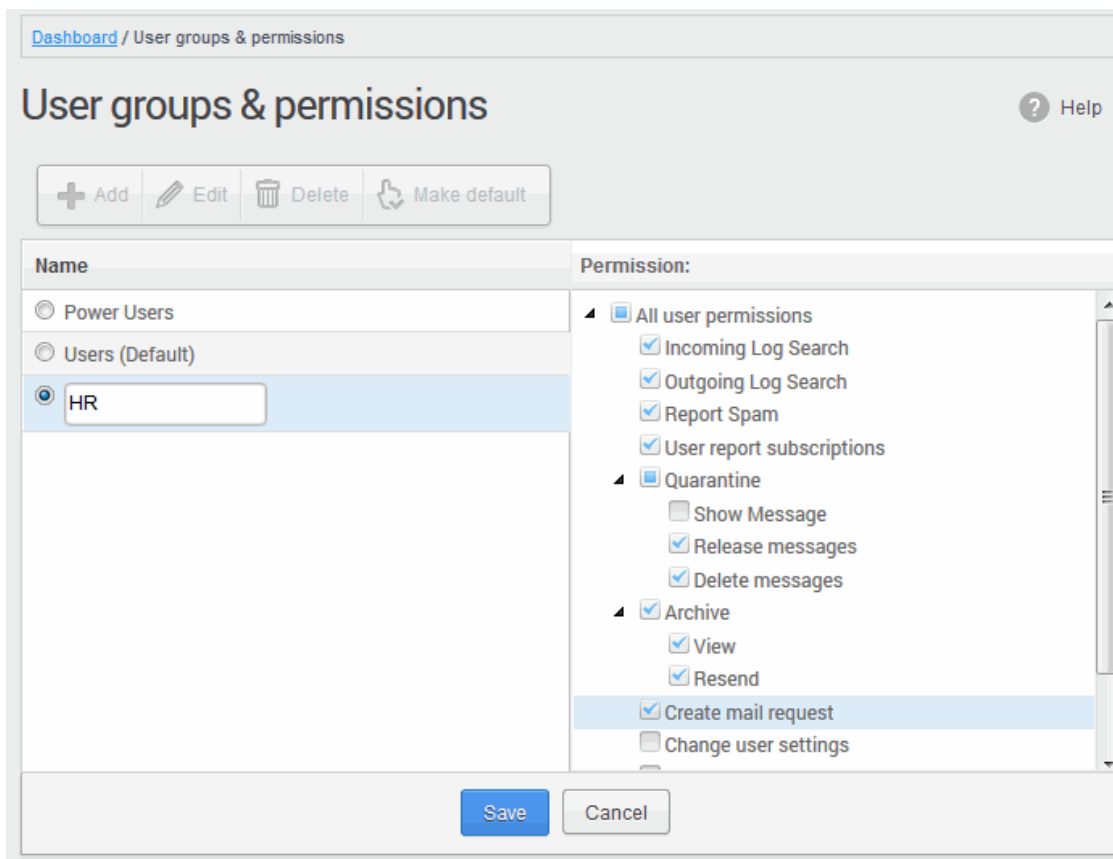 Dashboard / User groups & permissions
User groups & permissions
? Help
Add Edit Delete Make default
Name
Permission:
Power Users
Users (Default)
HR
All user permissions
Incoming Log Search
Outgoing Log Search
Report Spam
User report subscriptions
Quarantine
Show Message
Release messages
Delete messages
Archive
View
Resend
Create mail request
Change user settings
Save Cancel